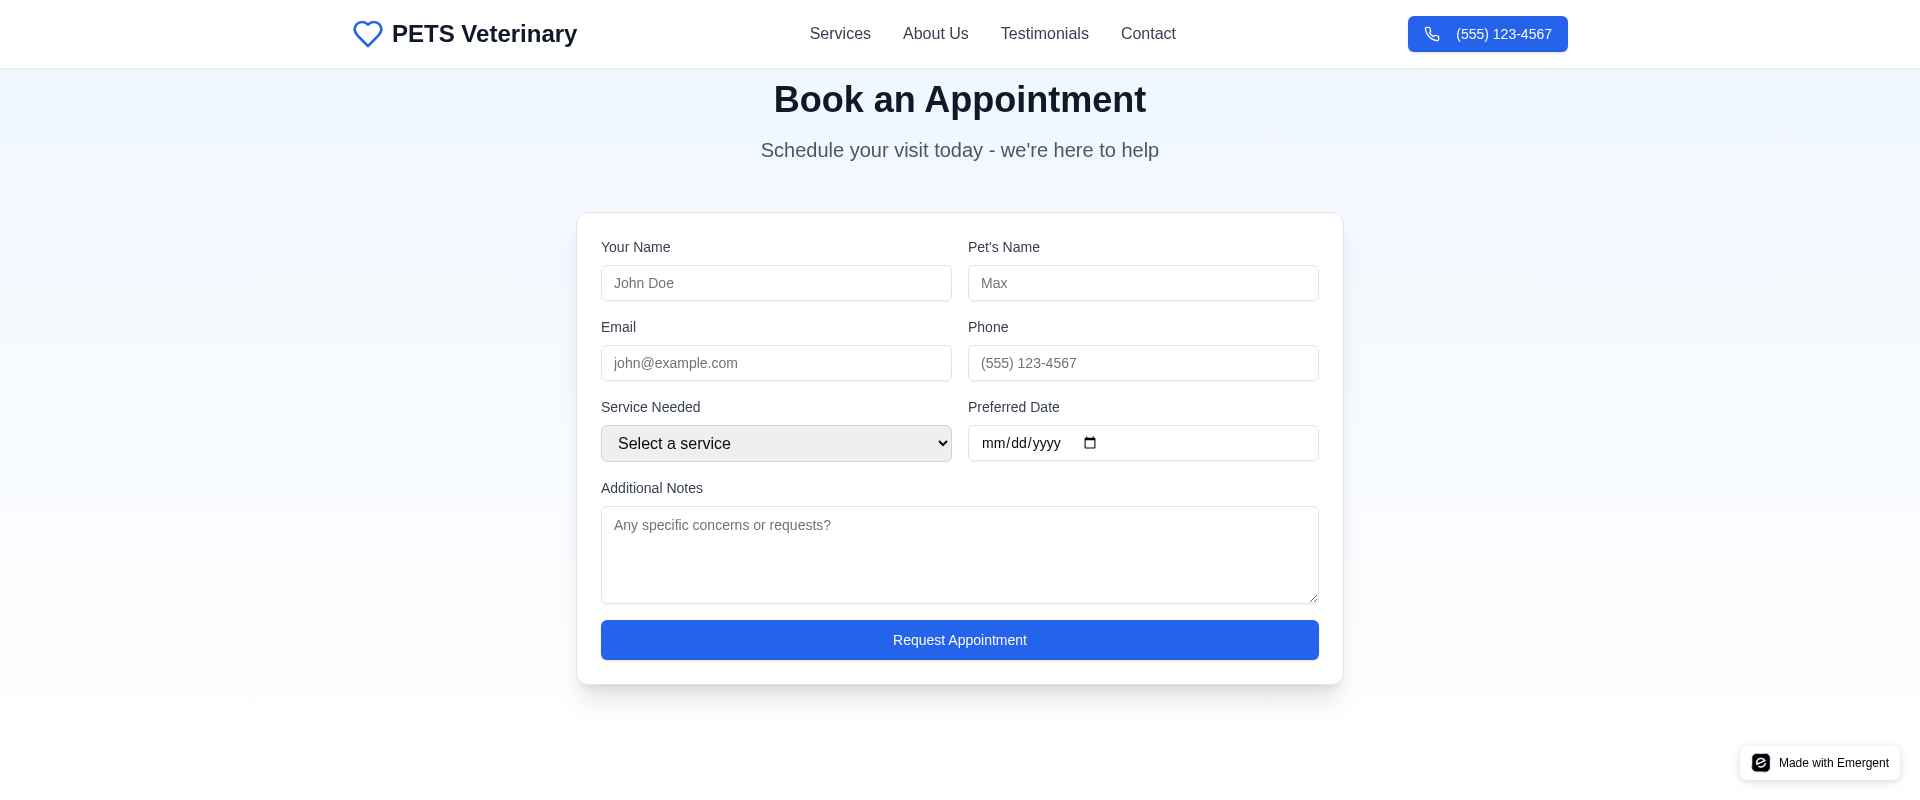 PETS Veterinary
Services
About Us
Testimonials
Contact
(555) 123-4567
Book an Appointment
Schedule your visit today - we're here to help
Your Name
Pet's Name
John Doe
Max
Email
Phone
john@example.com
(555) 123-4567
Service Needed
Preferred Date
Select a service
mm/dd/yyyy
Additional Notes
Any specific concerns or requests?
Request Appointment
Made with Emergent